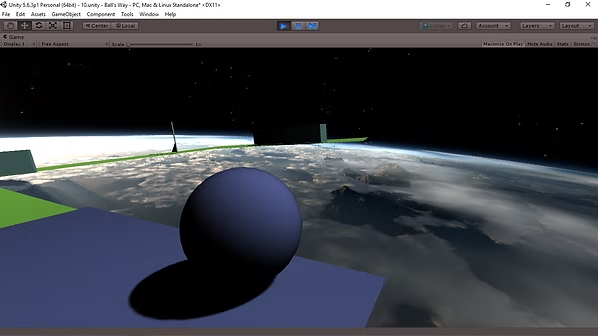 Unity 5.6.3p1 Personal (64bit) - 10.unity - Ball's Way - PC, Mac & Linux Standalone* <DX11>
File Edit Assets GameObject Component Tools Window Help
Center Local Collab Account Layers Layout
Game
Display 1 Free Aspect Scale 1x Maximize On Play Mute Audio Stats Gizmos